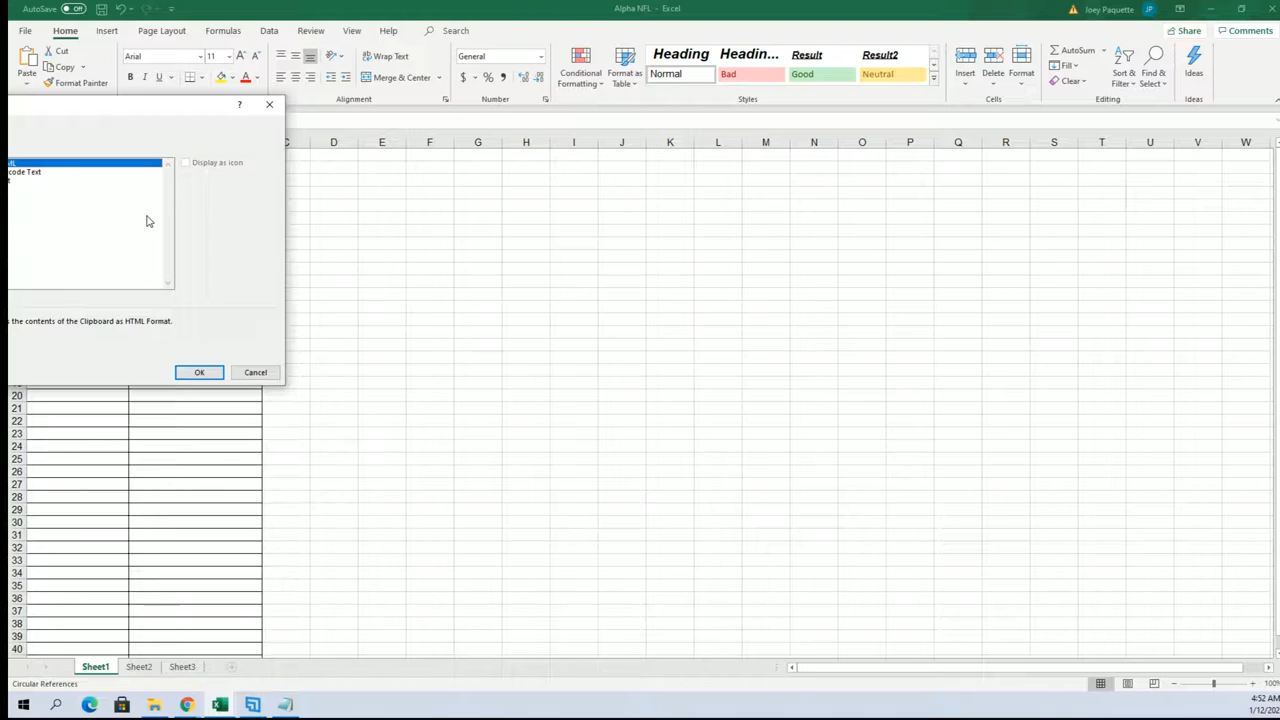 AutoSave Off Alpha NFL - Excel Joey Paquette JP
File Home Insert Page Layout Formulas Data Review View Help Search Share Comments
Cut
Copy
Format Painter
Paste
Arial 11
B I U A
Wrap Text
Merge & Center
General
$ %
Conditional Formatting
Format as Table
Heading Headin... Result Result2
Normal Bad Good Neutral
Insert Delete Format
AutoSum
Fill
Clear
Sort & Filter
Find & Select
Ideas
Alignment Number Styles Cells Editing Ideas
Display as icon
code Text
s the contents of the Clipboard as HTML Format.
OK Cancel
D E F G H I J K L M N O P Q R S T U V W
20
21
22
23
24
25
26
27
28
29
30
31
32
33
34
35
36
37
38
39
40
Sheet1 Sheet2 Sheet3
Circular References 100%
4:52 AM
1/12/202